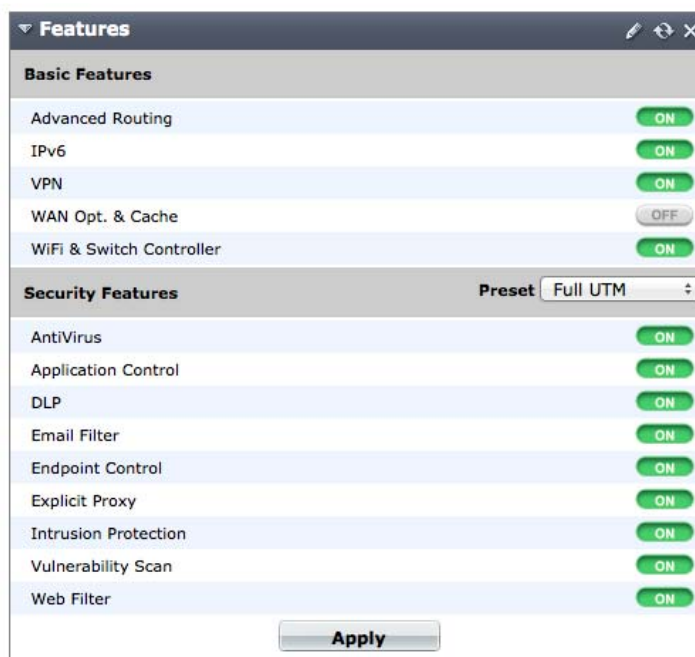 Features
Basic Features
Advanced Routing ON
IPv6 ON
VPN ON
WAN Opt. & Cache OFF
WiFi & Switch Controller ON
Security Features Preset Full UTM
AntiVirus ON
Application Control ON
DLP ON
Email Filter ON
Endpoint Control ON
Explicit Proxy ON
Intrusion Protection ON
Vulnerability Scan ON
Web Filter ON
Apply